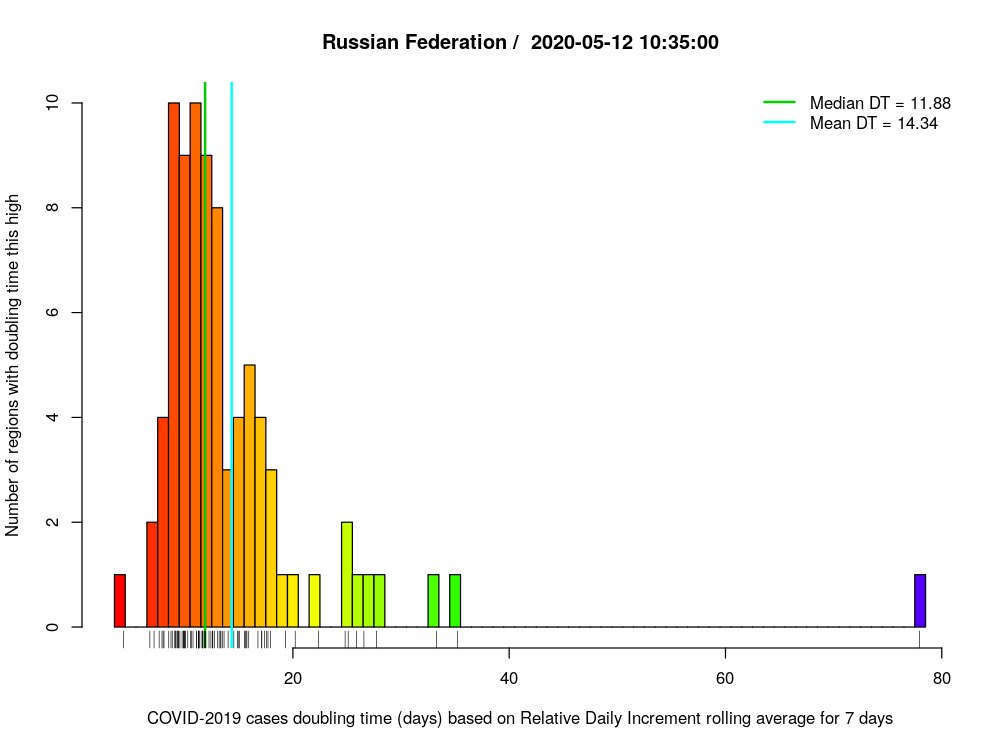 Russian Federation /  2020-05-12 10:35:00
Median DT = 11.88
Mean DT = 14.34
Number of regions with doubling time this high
10
8
6
4
2
0
20
40
60
80
COVID-2019 cases doubling time (days) based on Relative Daily Increment rolling average for 7 days